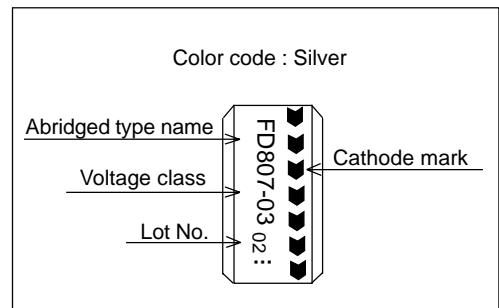 Color code : Silver
Abridged type name
Voltage class
Lot No.
FD807-03 02
Cathode mark